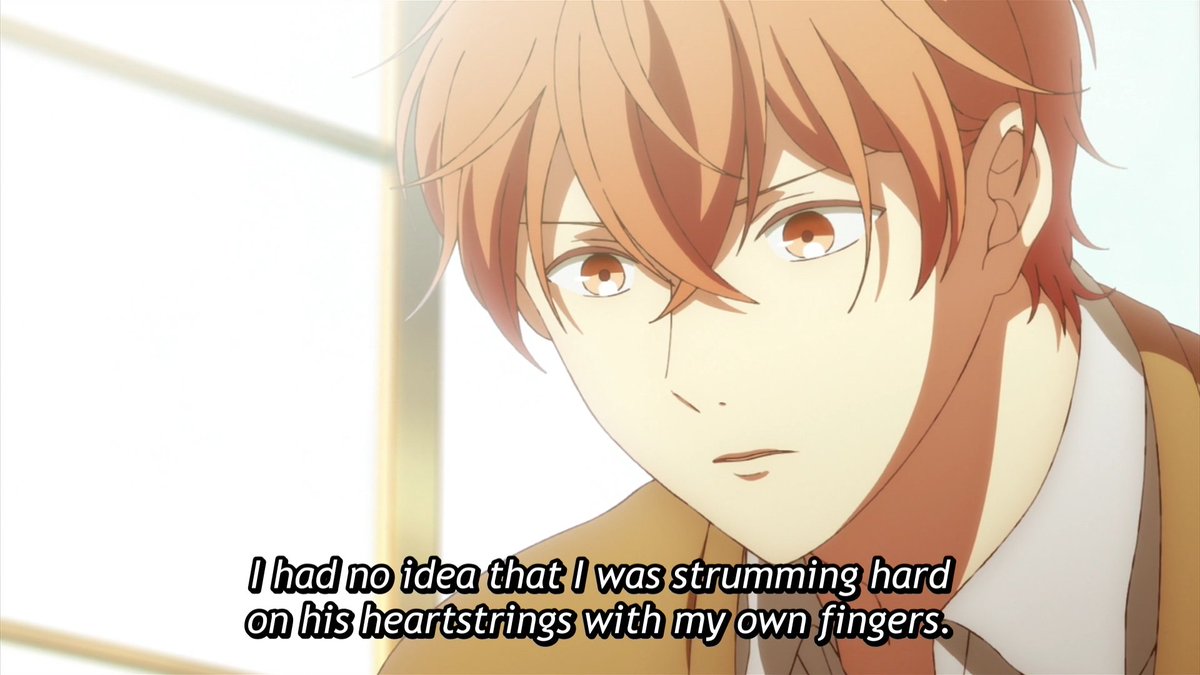 I had no idea that I was strumming hard
on his heartstrings with my own fingers.